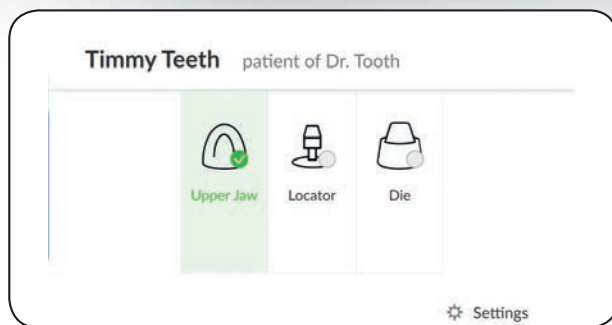 Timmy Teeth patient of Dr. Tooth
Upper Jaw Locator Die
Settings